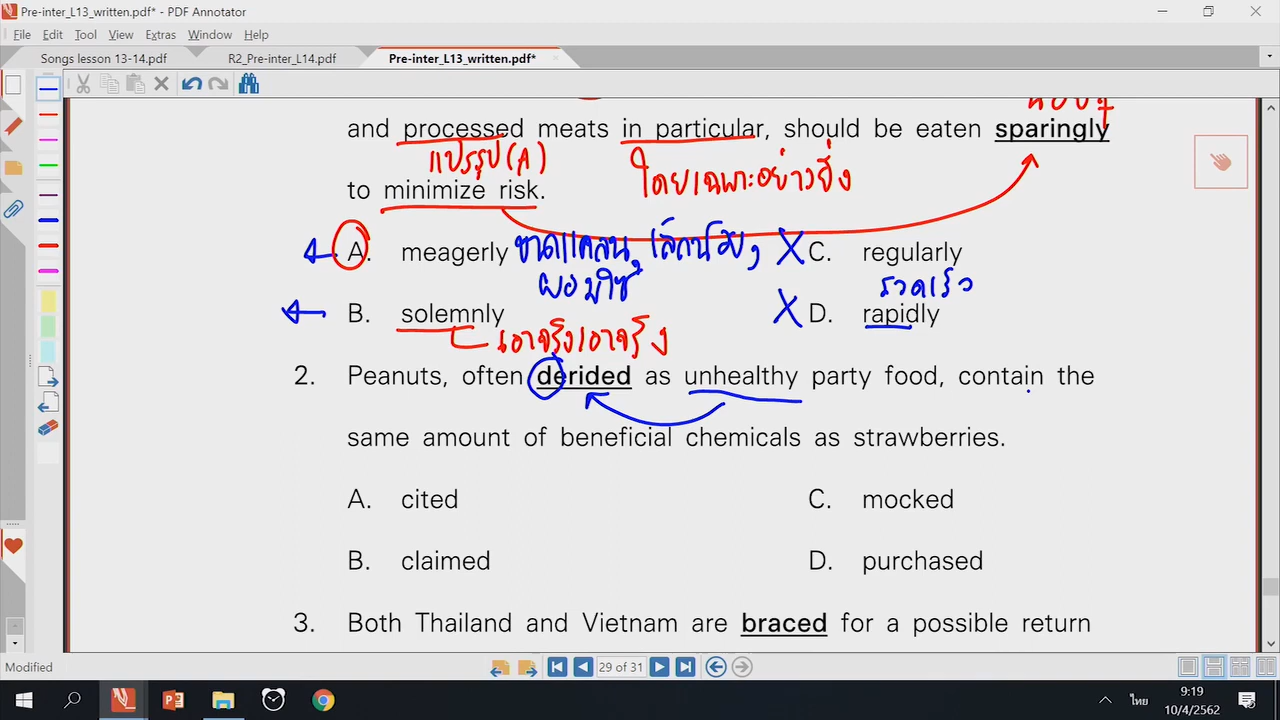 Pre-inter_L13_written.pdf* - PDF Annotator
File Edit Tool View Extras Window Help
Songs lesson 13-14.pdf R2_Pre-inter_L14.pdf Pre-inter_L13_written.pdf*
and processed meats in particular, should be eaten sparingly
แปรรูป(A) โดยเฉพาะอย่างยิ่ง
to minimize risk.
A. meagerly ขาดแคลน, เล็กน้อย, X C. regularly
ผอมโซ รวดเร็ว
B. solemnly X D. rapidly
เอาจริงเอาจริง
2. Peanuts, often derided as unhealthy party food, contain the
same amount of beneficial chemicals as strawberries.
A. cited C. mocked
B. claimed D. purchased
3. Both Thailand and Vietnam are braced for a possible return
Modified 29 of 31
ไทย 9:19
10/4/2562